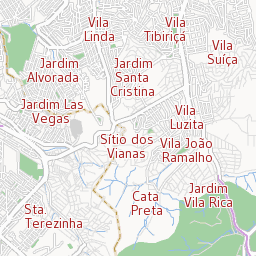 Vila
Linda
Vila
Tibiriçá
Vila
Suíça
Jardim
Alvorada
Jardim
Santa
Cristina
Jardim Las
Vegas
Vila
Luzita
Sítio dos
Vianas
Vila João
Ramalho
Cata
Preta
Jardim
Vila Rica
Sta.
Terezinha